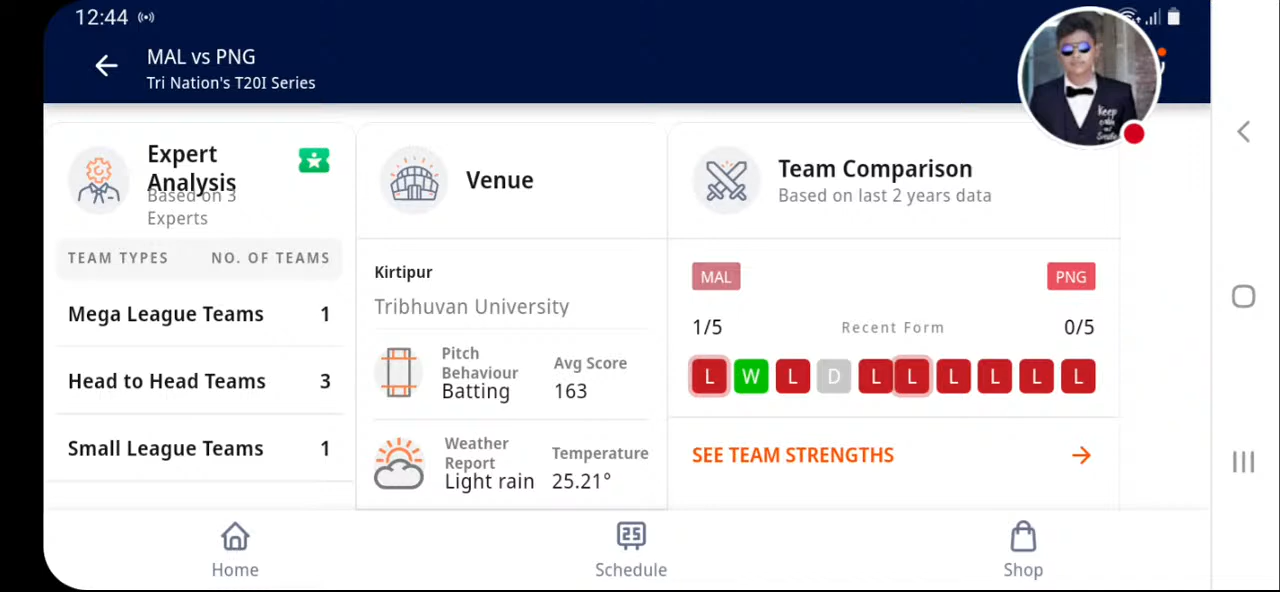 12:44
MAL vs PNG
Tri Nation's T20I Series
Keep
Expert
Analysis
Based on 3
Experts
TEAM TYPES NO. OF TEAMS
Mega League Teams 1
Head to Head Teams 3
Small League Teams 1
Venue
Kirtipur
Tribhuvan University
Pitch
Behaviour
Batting
Avg Score
163
Weather
Report
Light rain
Temperature
25.21°
Team Comparison
Based on last 2 years data
MAL PNG
1/5 Recent Form 0/5
L W L D L L L L L L
SEE TEAM STRENGTHS
Home
25
Schedule
Shop